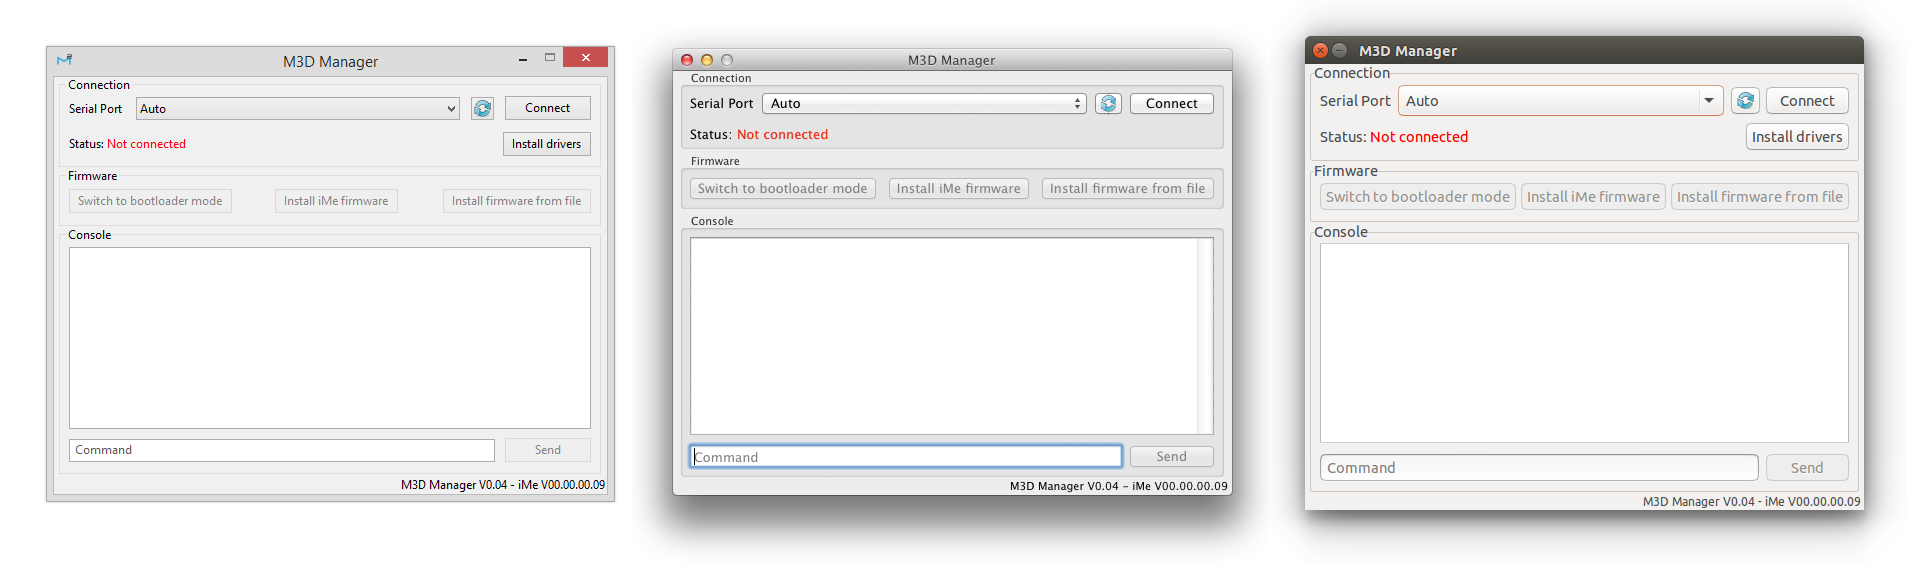 M3D Manager
Connection
Serial Port Auto Connect
Status: Not connected Install drivers
Firmware
Switch to bootloader mode Install iMe firmware Install firmware from file
Console
Command Send
M3D Manager V0.04 - iMe V00.00.00.09
M3D Manager
Connection
Serial Port Auto Connect
Status: Not connected
Firmware
Switch to bootloader mode Install iMe firmware Install firmware from file
Console
Command Send
M3D Manager V0.04 - iMe V00.00.00.09
M3D Manager
Connection
Serial Port Auto Connect
Status: Not connected Install drivers
Firmware
Switch to bootloader mode Install iMe firmware Install firmware from file
Console
Command Send
M3D Manager V0.04 - iMe V00.00.00.09